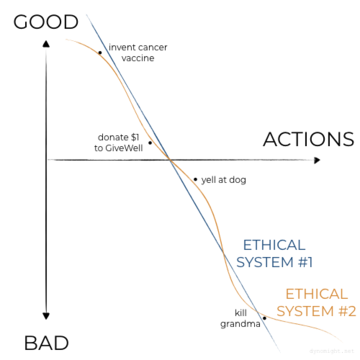 GOOD
invent cancer
vaccine
donate $1
to GiveWell
ACTIONS
yell at dog
ETHICAL
SYSTEM #1
ETHICAL
SYSTEM #2
kill
grandma
BAD